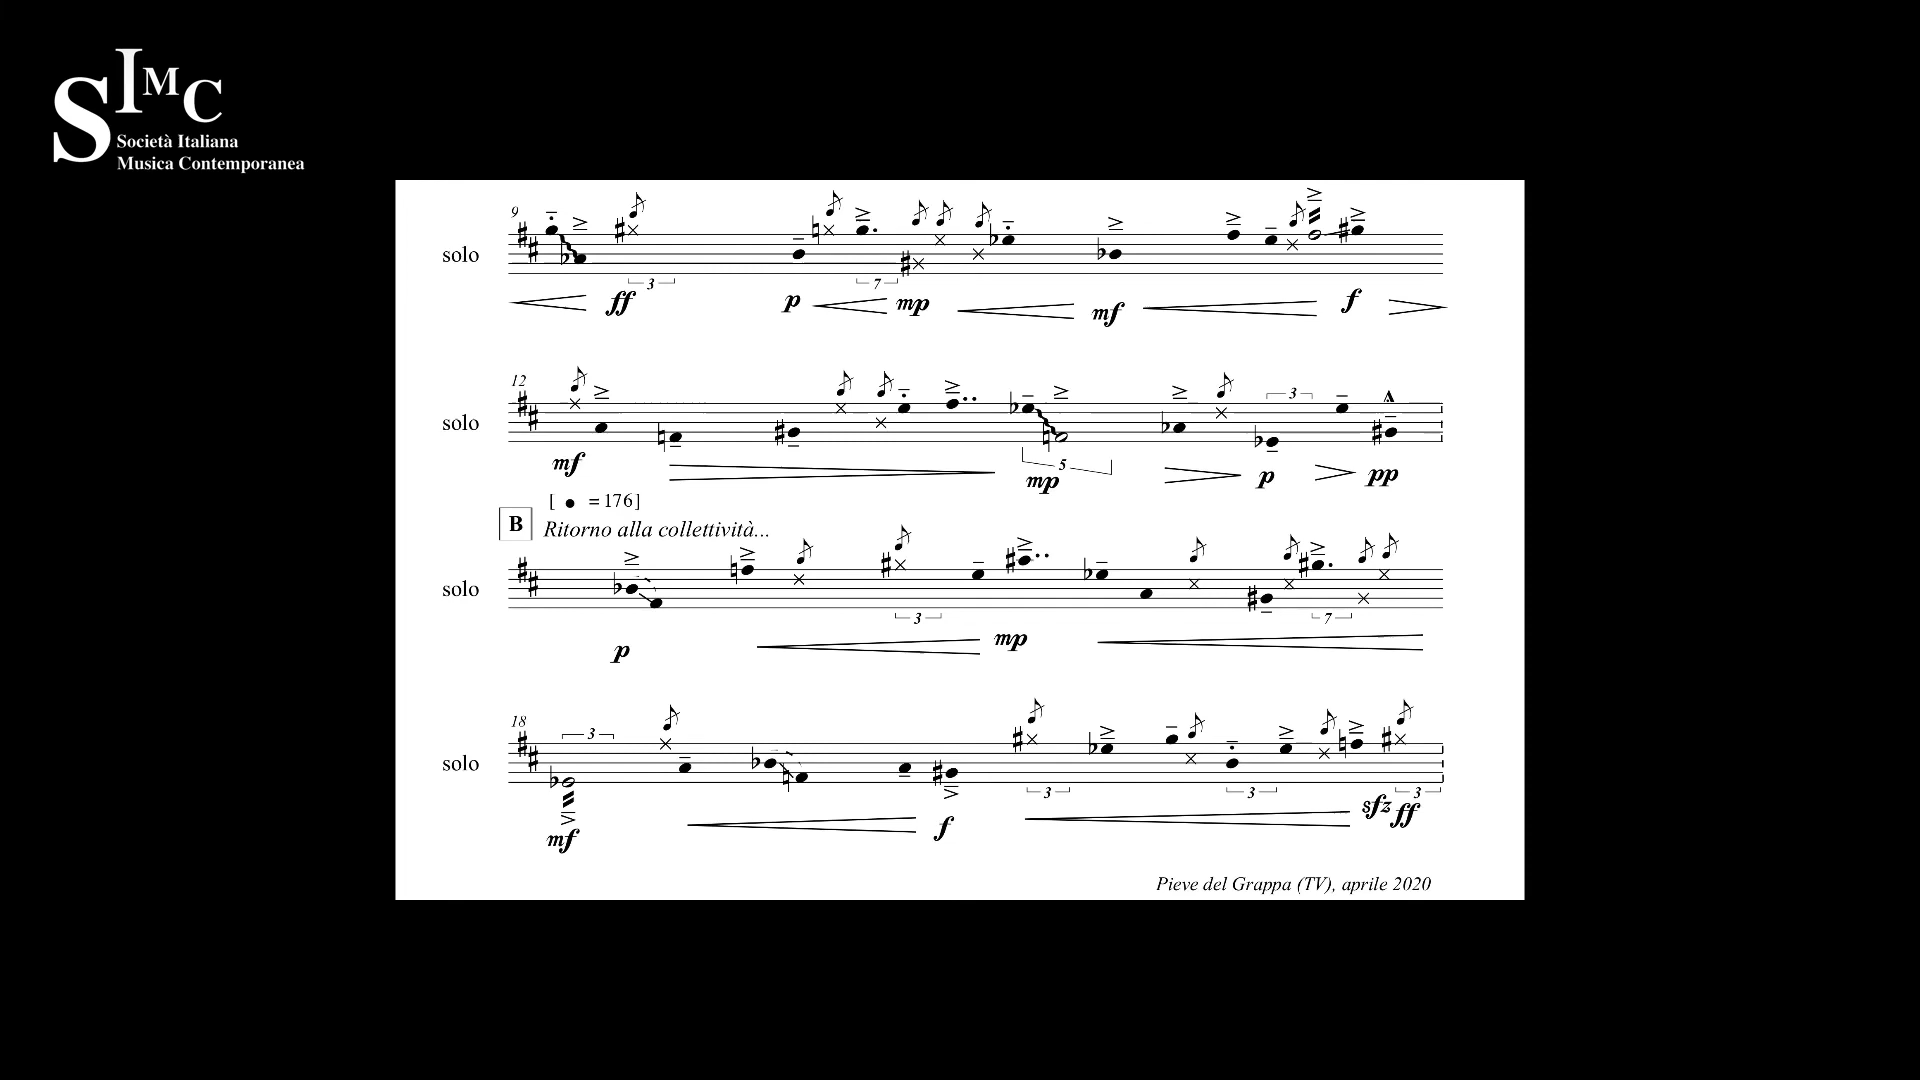 SIMC
Società Italiana
Musica Contemporanea
9
solo
3
7
ff p mp mf f
12
3
solo
5
mf mp p pp
[ = 176]
B Ritorno alla collettività...
solo
3 7
p mp
18
3
solo
3 3 3
mf f sfz ff
Pieve del Grappa (TV), aprile 2020